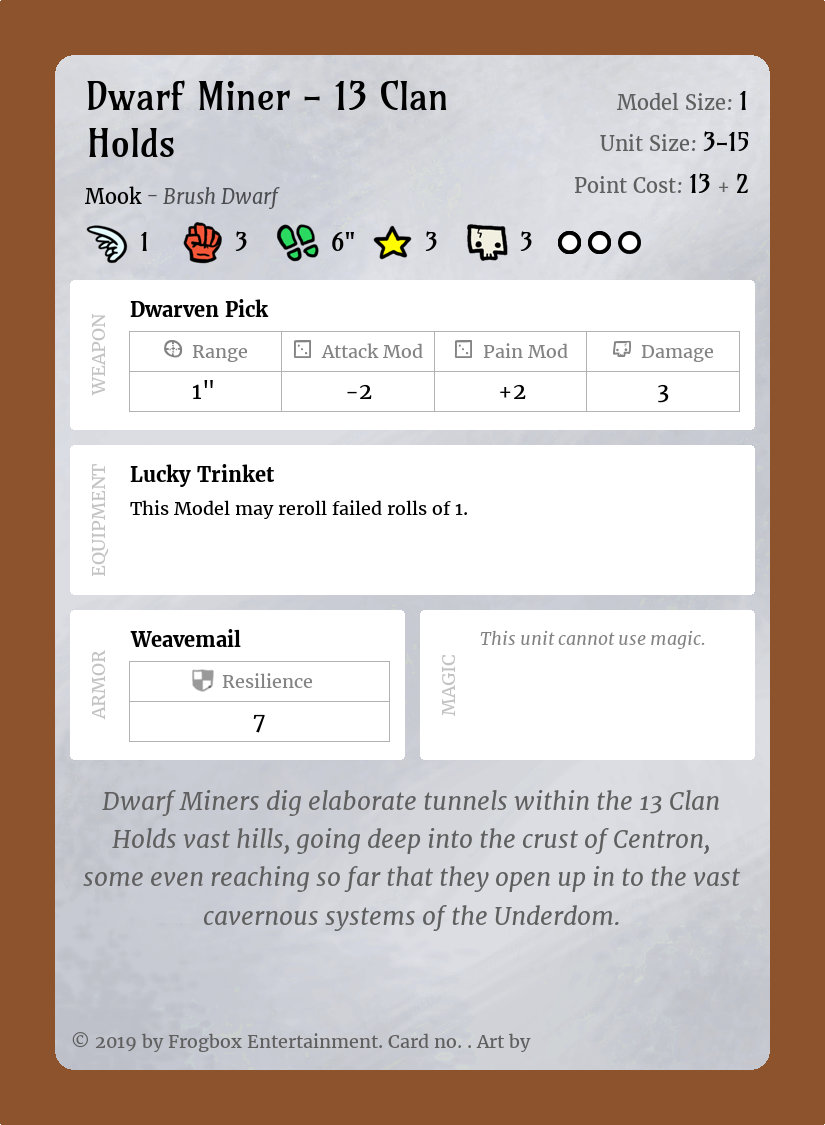 Dwarf Miner – 13 Clan
Holds
Model Size: 1
Unit Size: 3–15
Point Cost: 13 + 2
Mook – Brush Dwarf
1 3 6" 3 3
WEAPON
Dwarven Pick
Range Attack Mod Pain Mod Damage
1" -2 +2 3
EQUIPMENT
Lucky Trinket
This Model may reroll failed rolls of 1.
ARMOR
Weavemail
Resilience
7
MAGIC
This unit cannot use magic.
Dwarf Miners dig elaborate tunnels within the 13 Clan
Holds vast hills, going deep into the crust of Centron,
some even reaching so far that they open up in to the vast
cavernous systems of the Underdom.
© 2019 by Frogbox Entertainment. Card no. . Art by